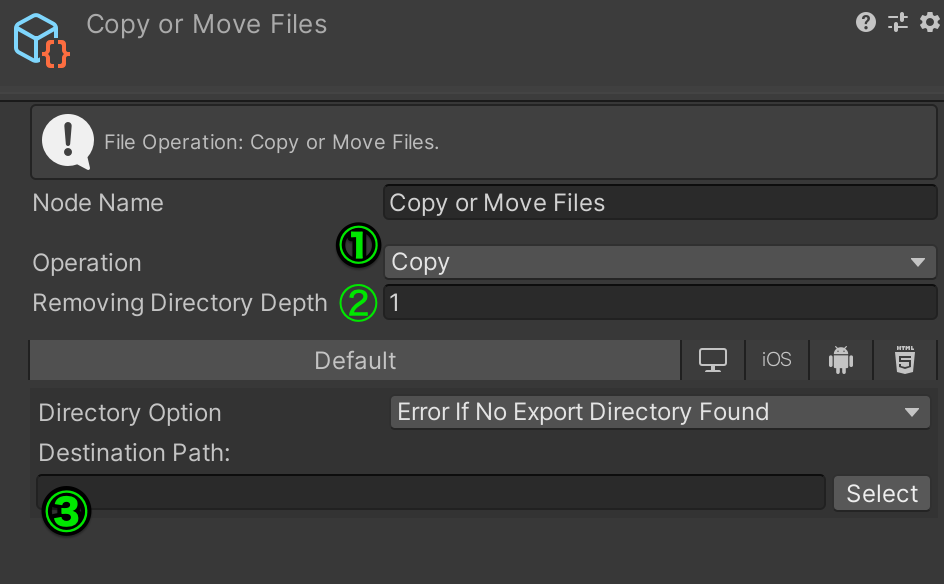 Copy or Move Files
File Operation: Copy or Move Files.
Node Name Copy or Move Files
①
Operation Copy
Removing Directory Depth ② 1
Default iOS HTML 5
Directory Option Error If No Export Directory Found
Destination Path:
③ Select